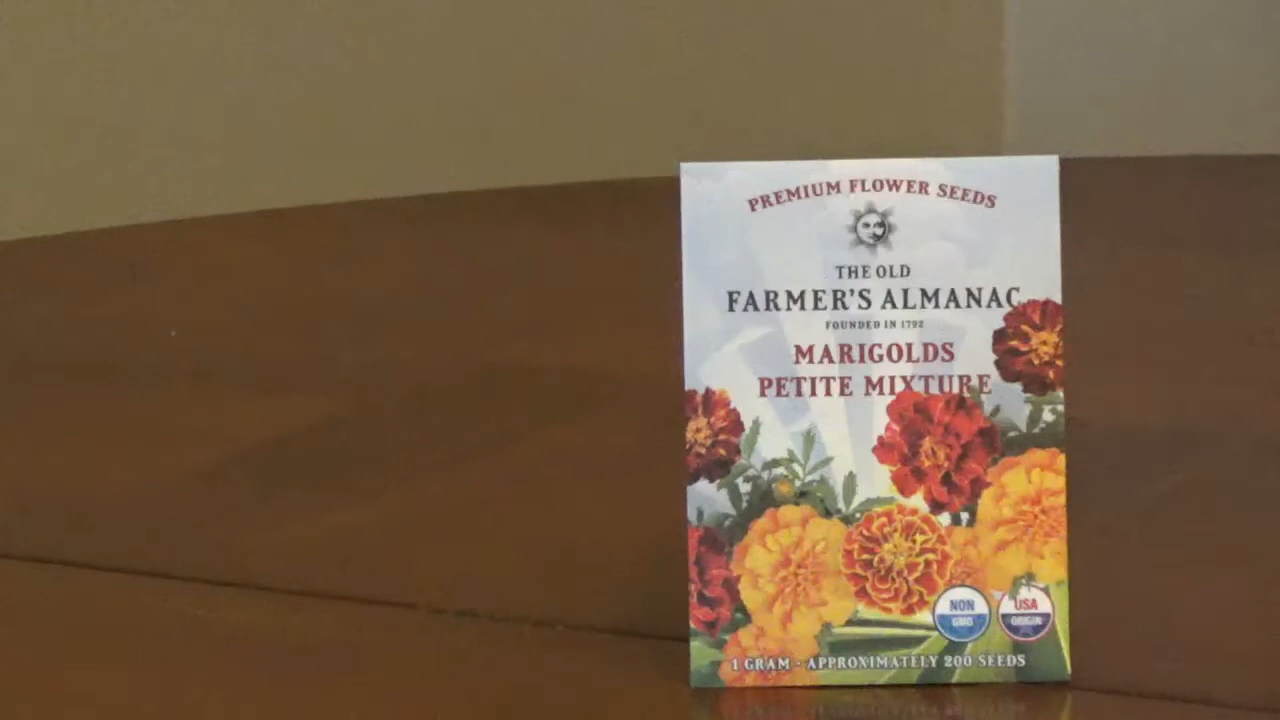 PREMIUM FLOWER SEEDS
THE OLD
FARMER'S ALMANAC
FOUNDED IN 1792
MARIGOLDS
PETITE MIXTURE
NON
GMO
USA
ORIGIN
1 GRAM - APPROXIMATELY 200 SEEDS